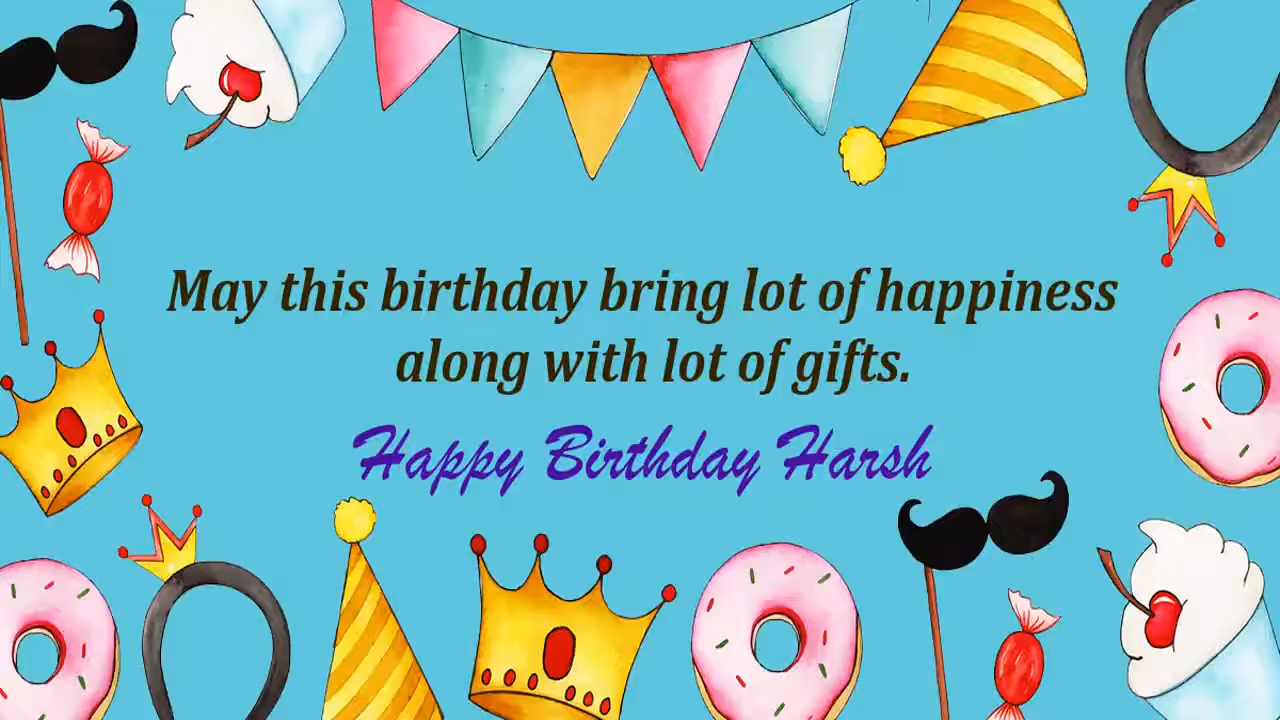 May this birthday bring lot of happiness
along with lot of gifts.
Happy Birthday Harsh